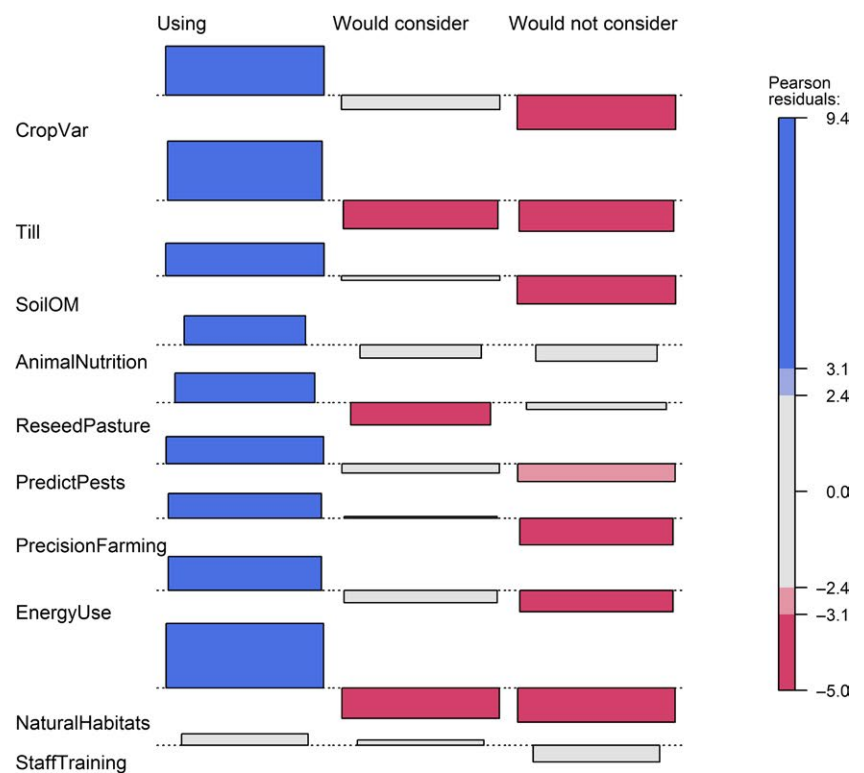 Using Would consider Would not consider
Pearson
residuals:
9.4
CropVar
Till
SoilOM
AnimalNutrition
3.1
2.4
ReseedPasture
PredictPests
0.0
PrecisionFarming
−2.4
EnergyUse
−3.1
−5.0
NaturalHabitats
StaffTraining